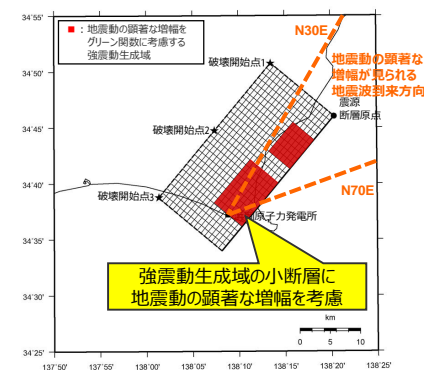 34˚55'
34˚50'
34˚45'
34˚40'
34˚35'
34˚30'
34˚25'
■ : 地震動の顕著な増幅を
グリーン関数に考慮する
強震動生成域
N30E
地震動の顕著な
増幅が見られる
地震波到来方向
破壊開始点1
震源
断層原点
破壊開始点2
N70E
破壊開始点3
原子力発電所
強震動生成域の小断層に
地震動の顕著な増幅を考慮
km
0 5 10
137˚50' 137˚55' 138˚00' 138˚05' 138˚10' 138˚15' 138˚20' 138˚25'